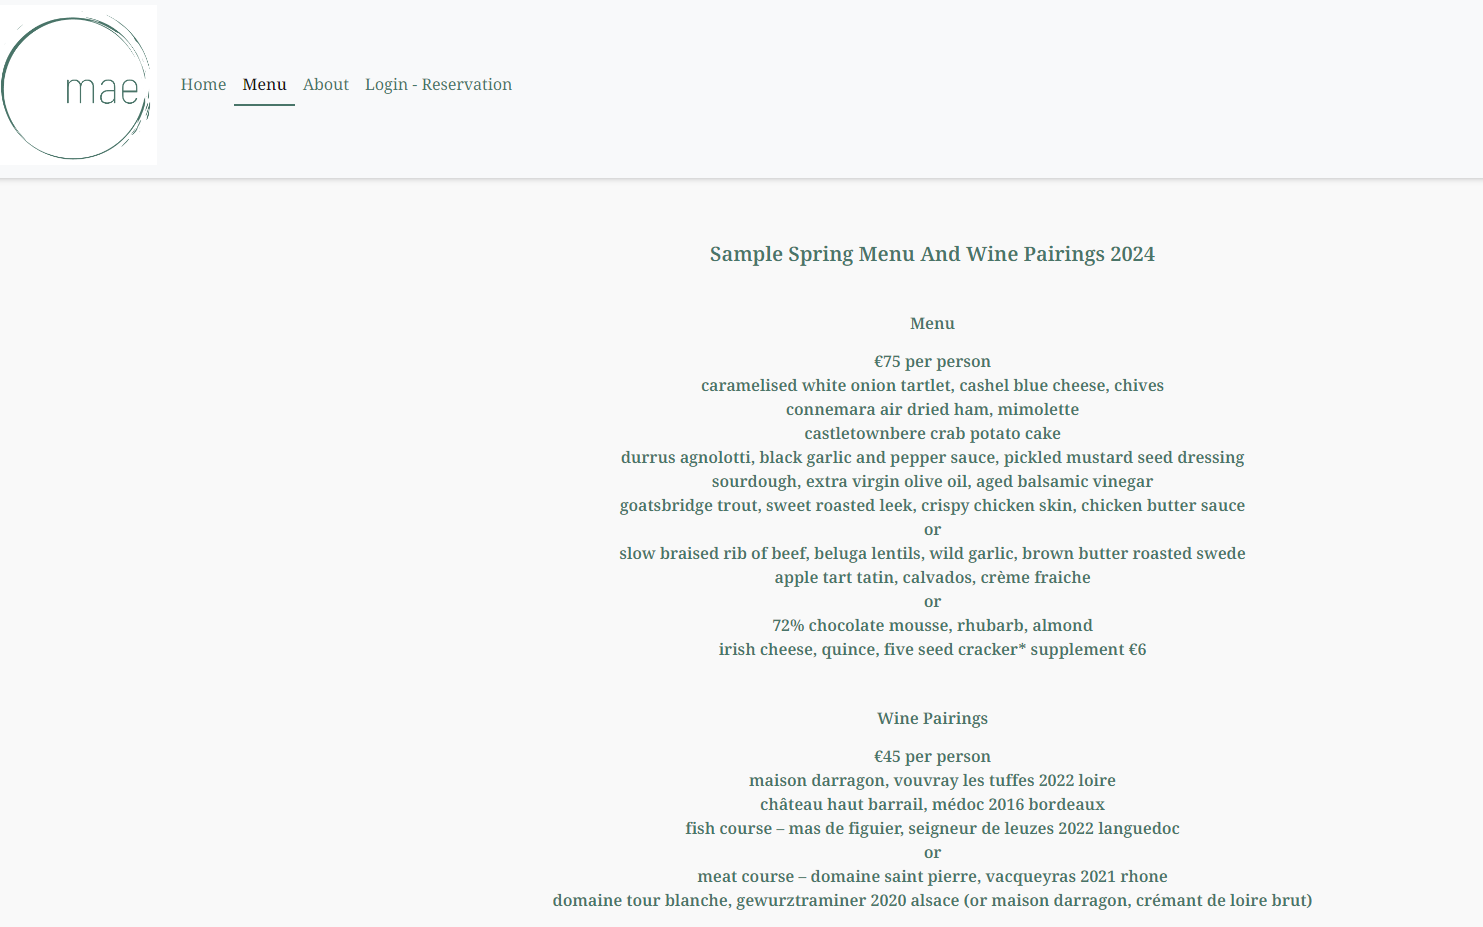 mae
Home Menu About Login - Reservation
Sample Spring Menu And Wine Pairings 2024
Menu
€75 per person
caramelised white onion tartlet, cashel blue cheese, chives
connemara air dried ham, mimolette
castletownbere crab potato cake
durrus agnolotti, black garlic and pepper sauce, pickled mustard seed dressing
sourdough, extra virgin olive oil, aged balsamic vinegar
goatsbridge trout, sweet roasted leek, crispy chicken skin, chicken butter sauce
or
slow braised rib of beef, beluga lentils, wild garlic, brown butter roasted swede
apple tart tatin, calvados, crème fraiche
or
72% chocolate mousse, rhubarb, almond
irish cheese, quince, five seed cracker* supplement €6
Wine Pairings
€45 per person
maison darragon, vouvray les tuffes 2022 loire
château haut barrail, médoc 2016 bordeaux
fish course – mas de figuier, seigneur de leuzes 2022 languedoc
or
meat course – domaine saint pierre, vacqueyras 2021 rhone
domaine tour blanche, gewurztraminer 2020 alsace (or maison darragon, crémant de loire brut)